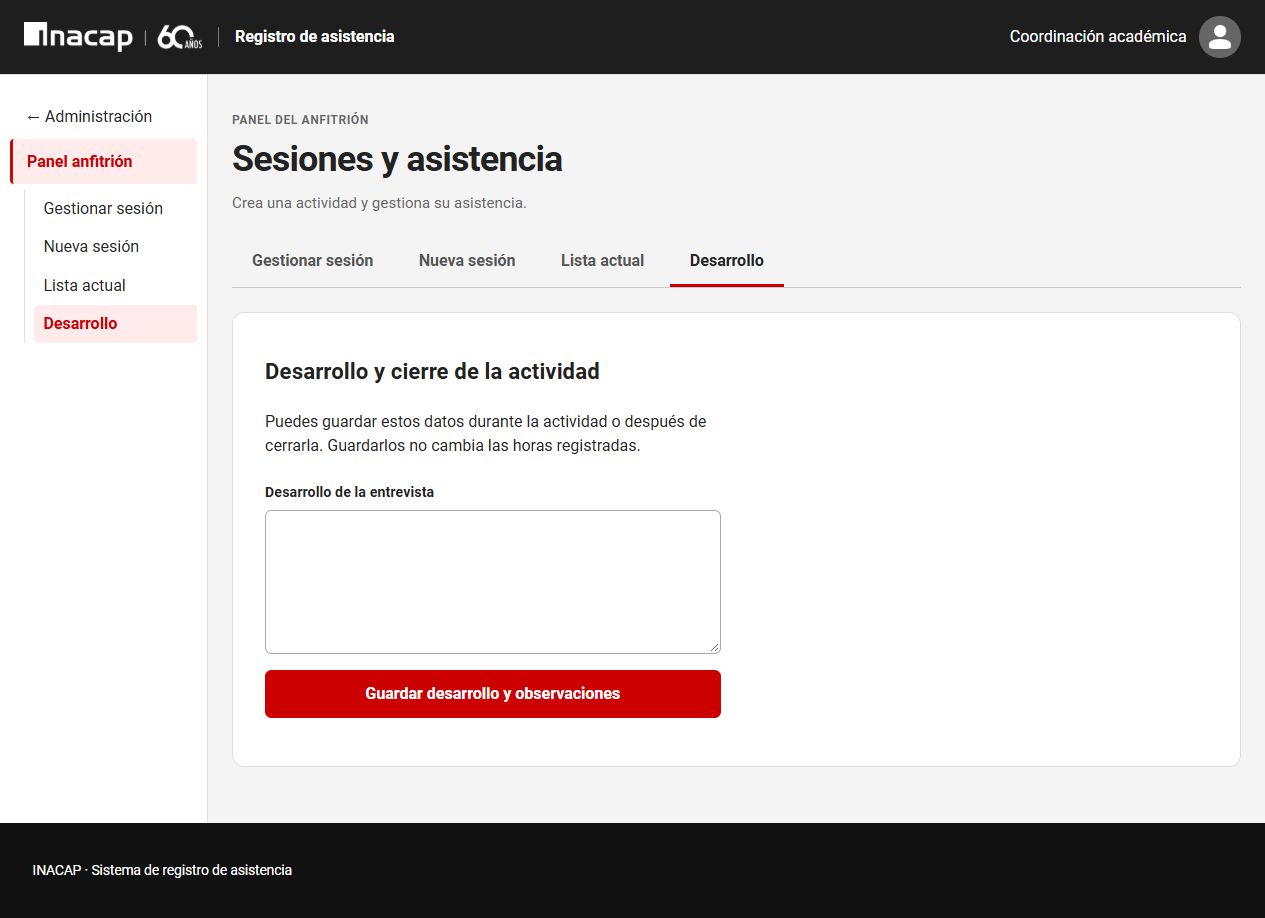 inacap | 60 AÑOS
Registro de asistencia
Coordinación académica
← Administración
Panel anfitrión
Gestionar sesión
Nueva sesión
Lista actual
Desarrollo
PANEL DEL ANFITRIÓN
Sesiones y asistencia
Crea una actividad y gestiona su asistencia.
Gestionar sesión
Nueva sesión
Lista actual
Desarrollo
Desarrollo y cierre de la actividad
Puedes guardar estos datos durante la actividad o después de
cerrarla. Guardarlos no cambia las horas registradas.
Desarrollo de la entrevista
Guardar desarrollo y observaciones
INACAP · Sistema de registro de asistencia